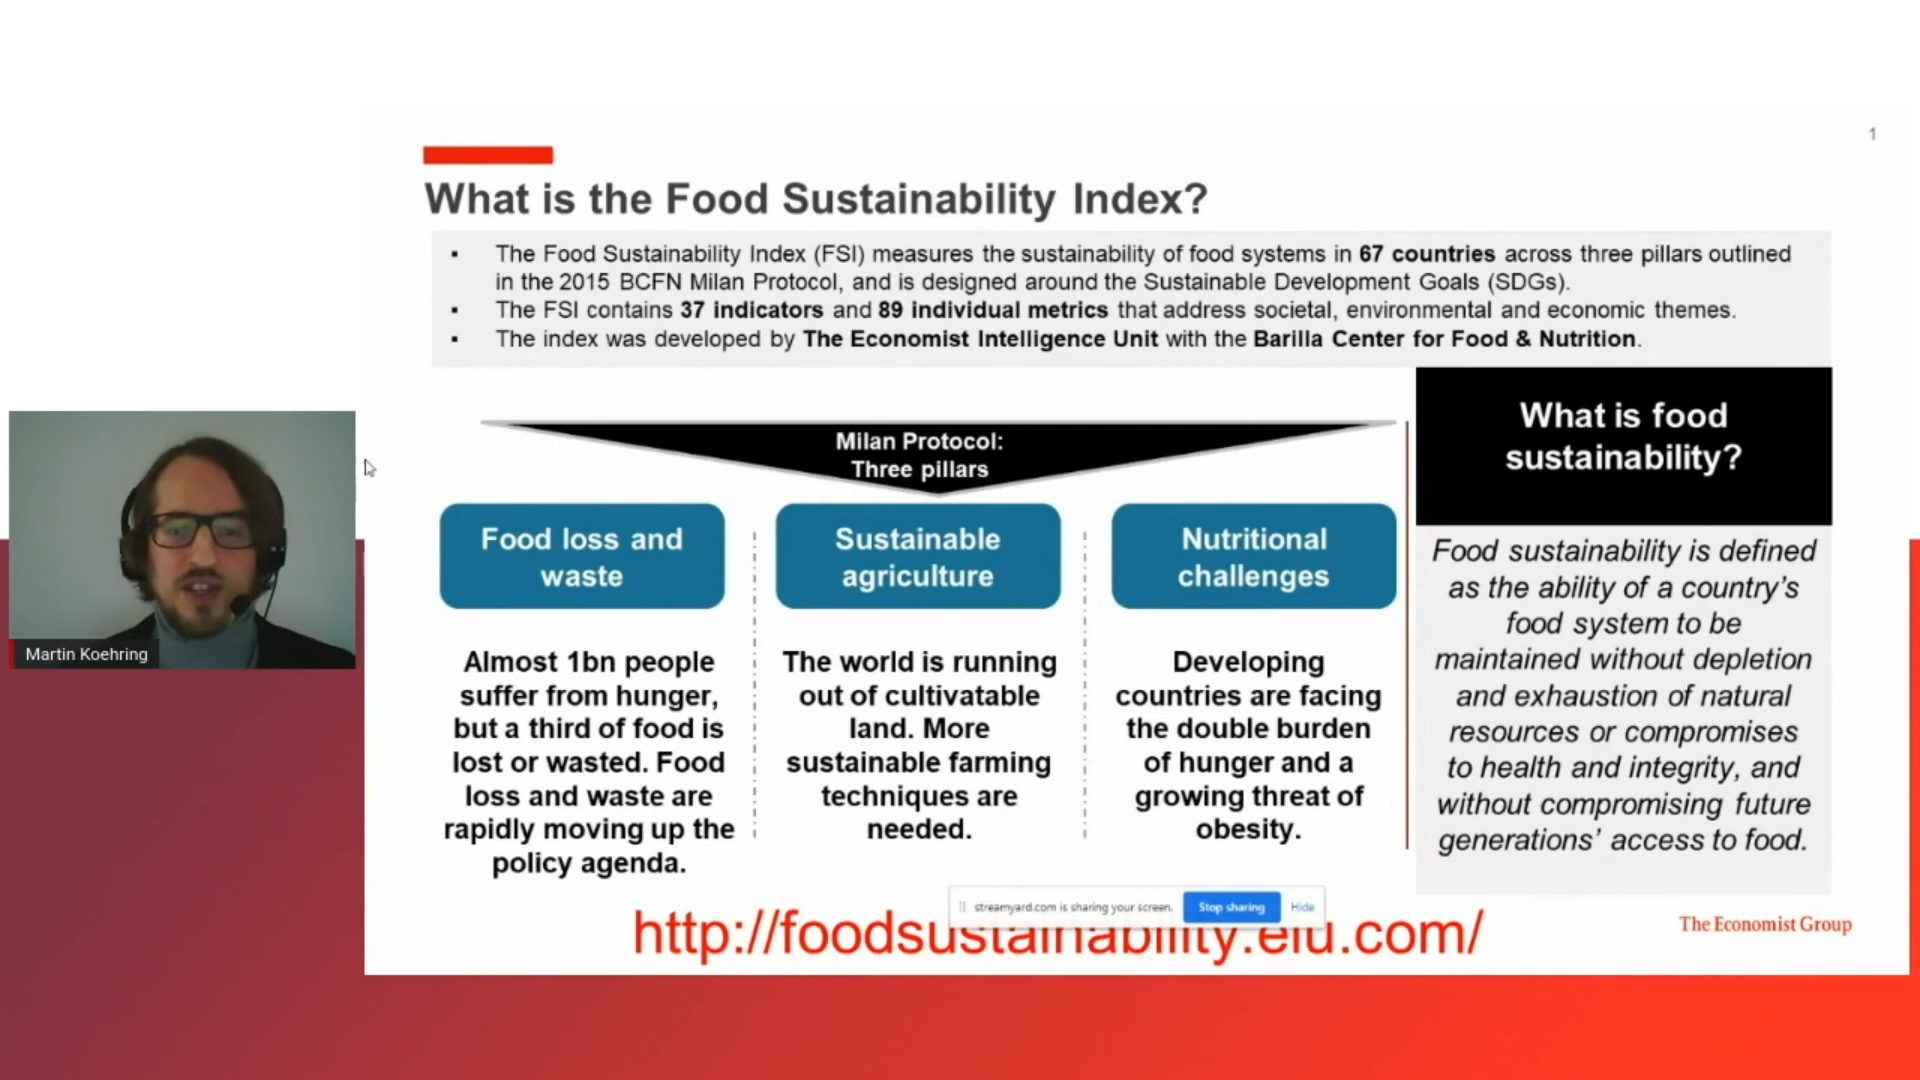 1
What is the Food Sustainability Index?
▪ The Food Sustainability Index (FSI) measures the sustainability of food systems in 67 countries across three pillars outlined
in the 2015 BCFN Milan Protocol, and is designed around the Sustainable Development Goals (SDGs).
▪ The FSI contains 37 indicators and 89 individual metrics that address societal, environmental and economic themes.
▪ The index was developed by The Economist Intelligence Unit with the Barilla Center for Food & Nutrition.
Milan Protocol:
Three pillars
Food loss and
waste
Almost 1bn people
suffer from hunger,
but a third of food is
lost or wasted. Food
loss and waste are
rapidly moving up the
policy agenda.
Sustainable
agriculture
The world is running
out of cultivatable
land. More
sustainable farming
techniques are
needed.
Nutritional
challenges
Developing
countries are facing
the double burden
of hunger and a
growing threat of
obesity.
What is food
sustainability?
Food sustainability is defined
as the ability of a country’s
food system to be
maintained without depletion
and exhaustion of natural
resources or compromises
to health and integrity, and
without compromising future
generations’ access to food.
Martin Koehring
streamyard.com is sharing your screen. Stop sharing Hide
http://foodsustainability.eiu.com/
The Economist Group